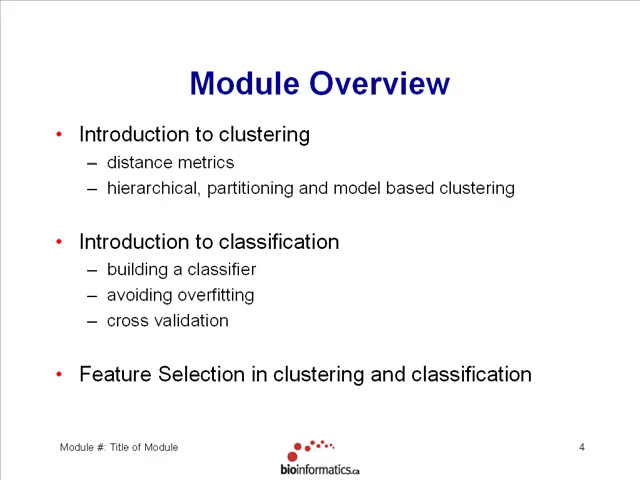 Module Overview
• Introduction to clustering
– distance metrics
– hierarchical, partitioning and model based clustering
• Introduction to classification
– building a classifier
– avoiding overfitting
– cross validation
• Feature Selection in clustering and classification
Module #: Title of Module
bioinformatics.ca
4